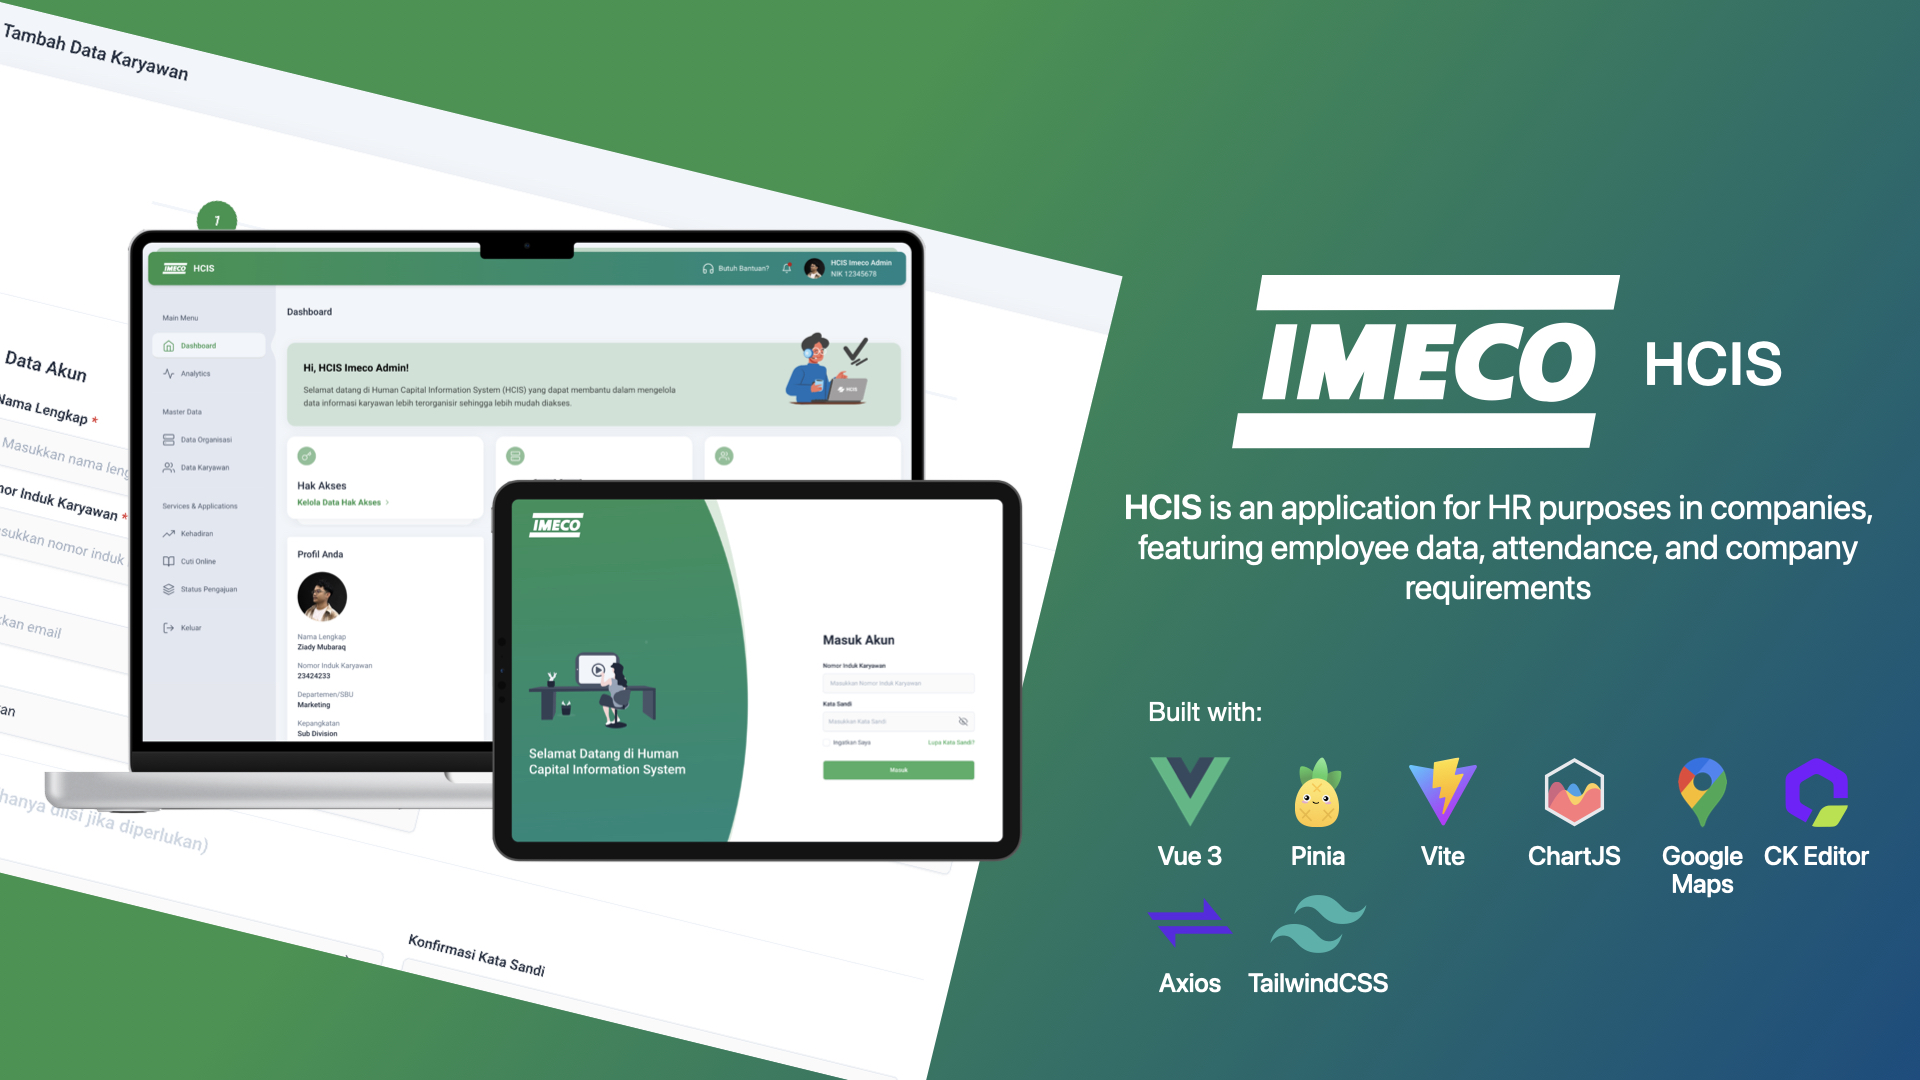 Tambah Data Karyawan
1
Data Akun
Nama Lengkap *
Masukkan nama leng
Nomor Induk Karyawan *
sukkan nomor induk
kkan email
an
hanya diisi jika diperlukan)
Konfirmasi Kata Sandi
IMECO HCIS
Butuh Bantuan?
HCIS Imeco Admin
NIK 12345678
Main Menu
Dashboard
Analytics
Master Data
Data Organisasi
Data Karyawan
Services & Applications
Kehadiran
Cuti Online
Status Pengajuan
Keluar
Dashboard
Hi, HCIS Imeco Admin!
Selamat datang di Human Capital Information System (HCIS) yang dapat membantu dalam mengelola
data informasi karyawan lebih terorganisir sehingga lebih mudah diakses.
HCIS
Hak Akses
Kelola Data Hak Akses
Profil Anda
Nama Lengkap
Ziady Mubaraq
Nomor Induk Karyawan
23424233
Departemen/SBU
Marketing
Kepangkatan
Sub Division
IMECO
Selamat Datang di Human
Capital Information System
Masuk Akun
Nomor Induk Karyawan
Masukkan Nomor Induk Karyawan
Kata Sandi
Masukkan Kata Sandi
Ingatkan Saya
Lupa Kata Sandi?
Masuk
IMECO HCIS
HCIS is an application for HR purposes in companies,
featuring employee data, attendance, and company
requirements
Built with:
Vue 3
Pinia
Vite
ChartJS
Google
Maps
CK Editor
Axios
TailwindCSS